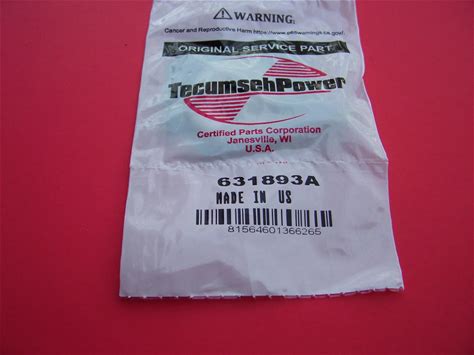 ⚠ WARNING:
Cancer and Reproductive Harm https://www.p65warnings.ca.gov/
ORIGINAL SERVICE PART
TecumsehPower
Certified Parts Corporation
Janesville, WI
U.S.A.
631893A
MADE IN US
81564601366265